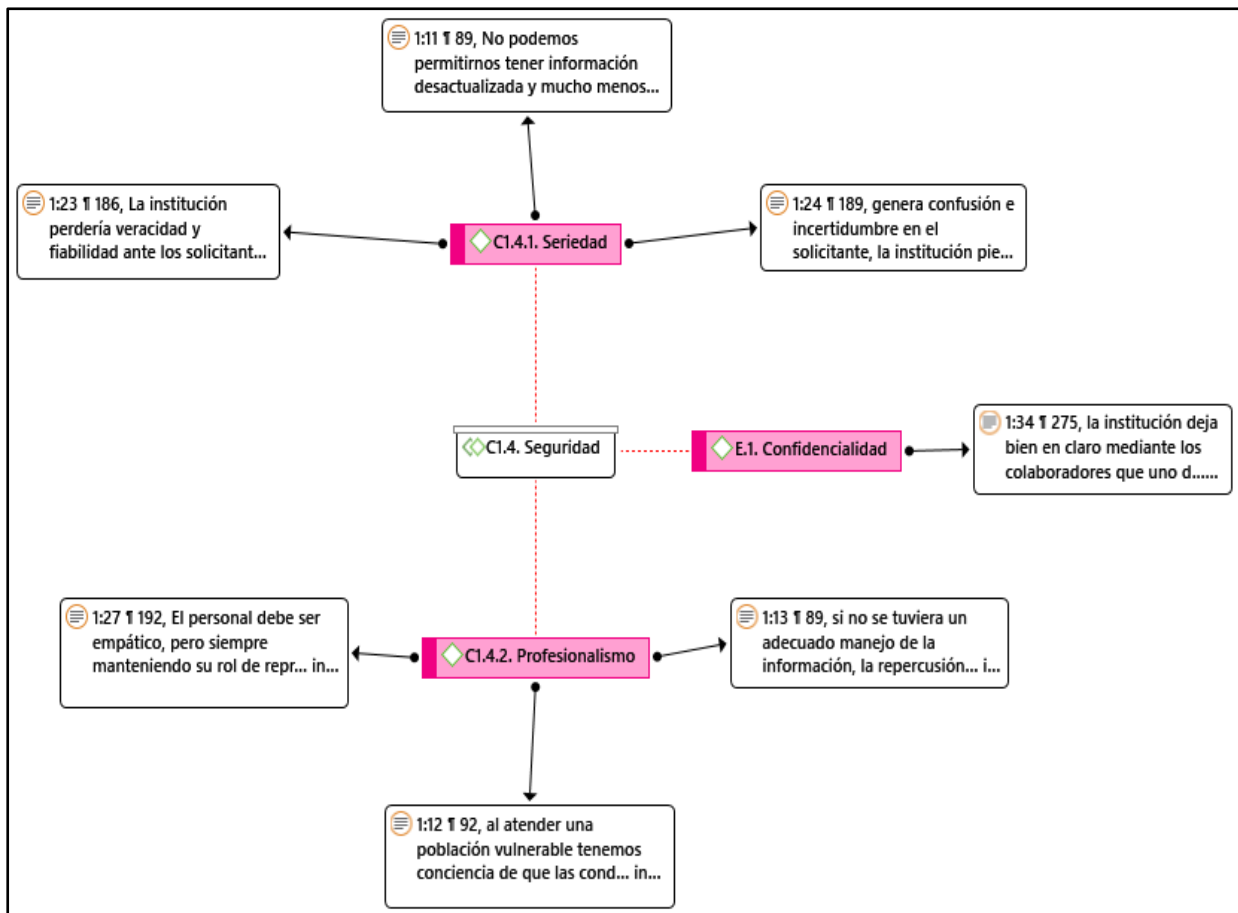 1:11 ¶ 89, No podemos
permitirnos tener información
desactualizada y mucho menos...
1:23 ¶ 186, La institución
perdería veracidad y
fiabilidad ante los solicitant...
C1.4.1. Seriedad
1:24 ¶ 189, genera confusión e
incertidumbre en el
solicitante, la institución pie...
C1.4. Seguridad
E.1. Confidencialidad
1:34 ¶ 275, la institución deja
bien en claro mediante los
colaboradores que uno d......
1:27 ¶ 192, El personal debe ser
empático, pero siempre
manteniendo su rol de repr... in...
C1.4.2. Profesionalismo
1:13 ¶ 89, si no se tuviera un
adecuado manejo de la
información, la repercusión... i...
1:12 ¶ 92, al atender una
población vulnerable tenemos
conciencia de que las cond... in...